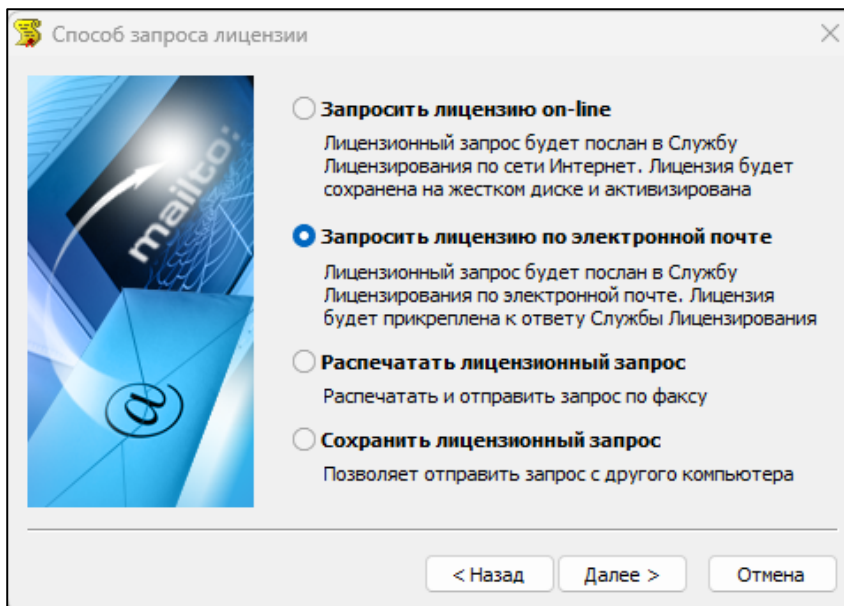 Способ запроса лицензии
Запросить лицензию on-line
Лицензионный запрос будет послан в Службу
Лицензирования по сети Интернет. Лицензия будет
сохранена на жестком диске и активизирована
mailto:
Запросить лицензию по электронной почте
Лицензионный запрос будет послан в Службу
Лицензирования по электронной почте. Лицензия
будет прикреплена к ответу Службы Лицензирования
Распечатать лицензионный запрос
Распечатать и отправить запрос по факсу
@
Сохранить лицензионный запрос
Позволяет отправить запрос с другого компьютера
< Назад
Далее >
Отмена